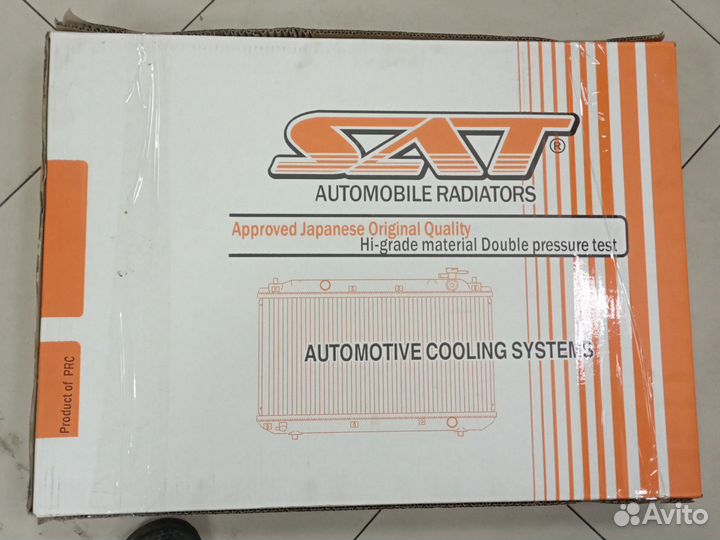 SAT®
AUTOMOBILE RADIATORS
Approved Japanese Original Quality
Hi-grade material Double pressure test
AUTOMOTIVE COOLING SYSTEMS
Product of PRC
Avito